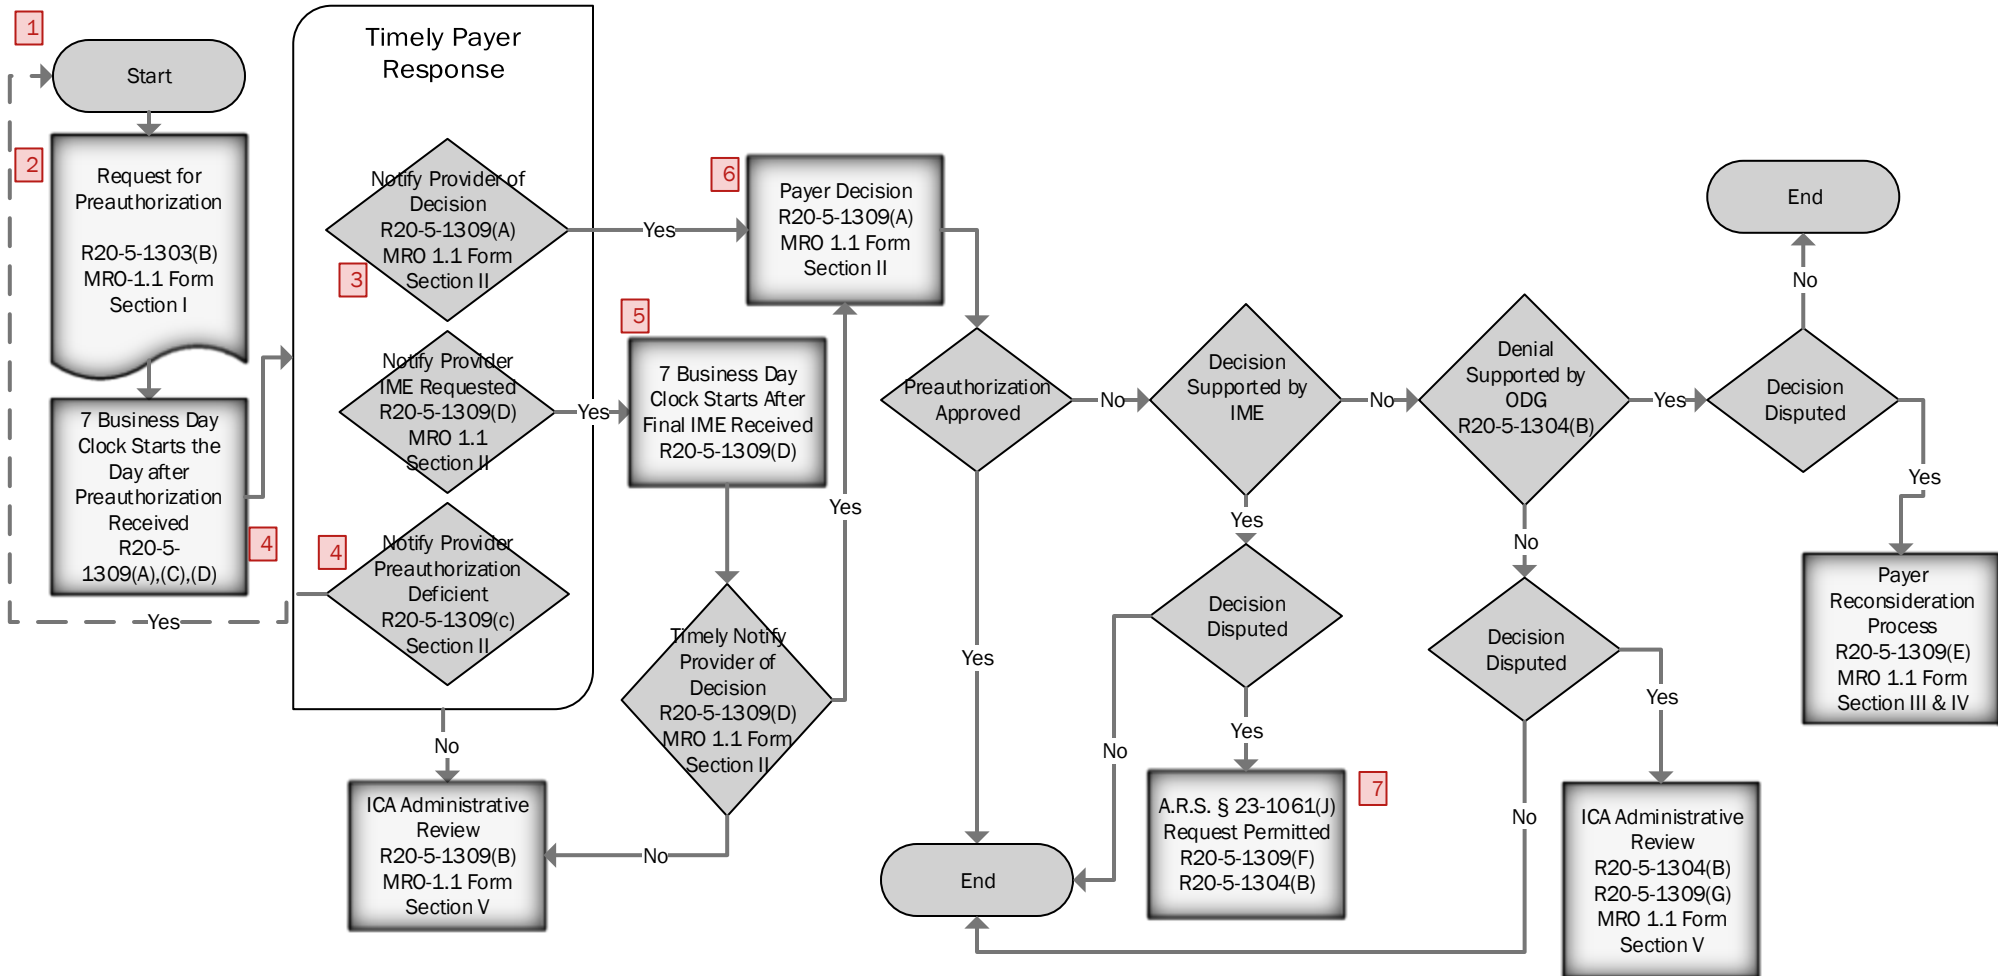 1
Start
2
Request for
Preauthorization
R20-5-1303(B)
MRO-1.1 Form
Section I
7 Business Day
Clock Starts the
Day after
Preauthorization
Received
R20-5-
1309(A),(C),(D)
4
Yes
Timely Payer
Response
Notify Provider of
Decision
R20-5-1309(A)
MRO 1.1 Form
Section II
3
Yes
Notify Provider
IME Requested
R20-5-1309(D)
MRO 1.1
Section II
Yes
4
Notify Provider
Preauthorization
Deficient
R20-5-1309(c)
Section II
No
ICA Administrative
Review
R20-5-1309(B)
MRO-1.1 Form
Section V
5
7 Business Day
Clock Starts After
Final IME Received
R20-5-1309(D)
Timely Notify
Provider of
Decision
R20-5-1309(D)
MRO 1.1 Form
Section II
Yes
No
6
Payer Decision
R20-5-1309(A)
MRO 1.1 Form
Section II
Preauthorization
Approved
No
Yes
End
Decision
Supported by
IME
No
Yes
Decision
Disputed
No
Yes
A.R.S. § 23-1061(J)
Request Permitted
R20-5-1309(F)
R20-5-1304(B)
7
Denial
Supported by
ODG
R20-5-1304(B)
Yes
No
Decision
Disputed
Yes
No
ICA Administrative
Review
R20-5-1304(B)
R20-5-1309(G)
MRO 1.1 Form
Section V
End
No
Decision
Disputed
Yes
Payer
Reconsideration
Process
R20-5-1309(E)
MRO 1.1 Form
Section III & IV